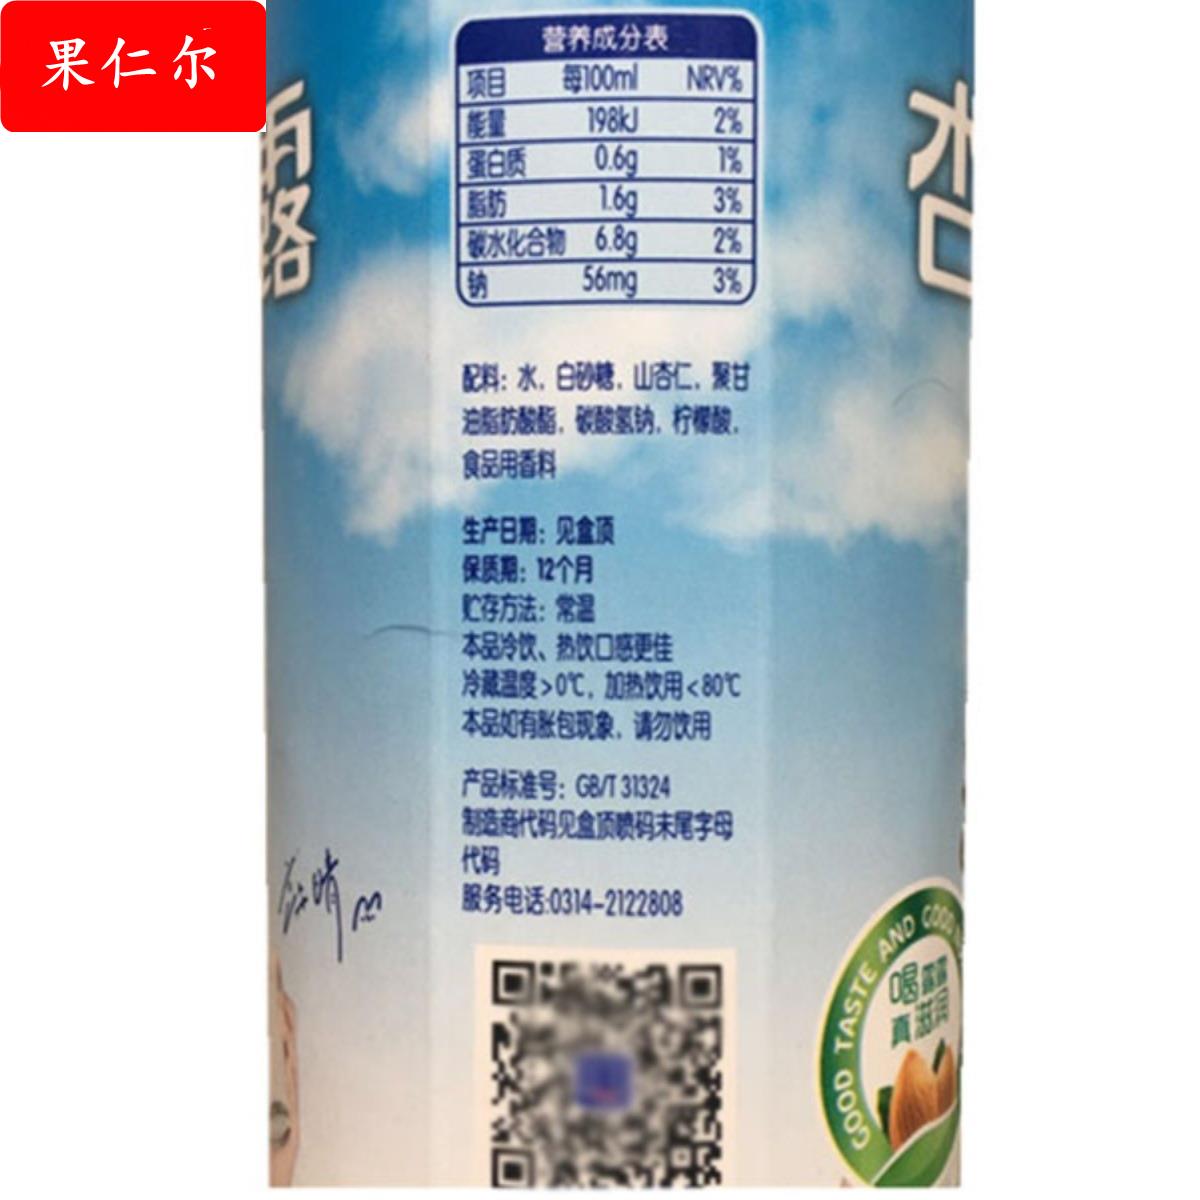 果仁尔
露
杏
营养成分表
项目 每100ml NRV%
能量 198kJ 2%
蛋白质 0.6g 1%
脂肪 1.6g 3%
碳水化合物 6.8g 2%
钠 56mg 3%
配料：水，白砂糖，山杏仁，聚甘
油脂肪酸酯，碳酸氢钠，柠檬酸，
食品用香料
生产日期：见盒顶
保质期：12个月
贮存方法：常温
本品冷饮、热饮口感更佳
冷藏温度>0℃，加热饮用<80℃
本品如有胀包现象，请勿饮用
产品标准号：GB/T 31324
制造商代码见盒顶喷码末尾字母
代码
服务电话:0314-2122808
GOOD TASTE AND GOOD
喝露露
真滋润